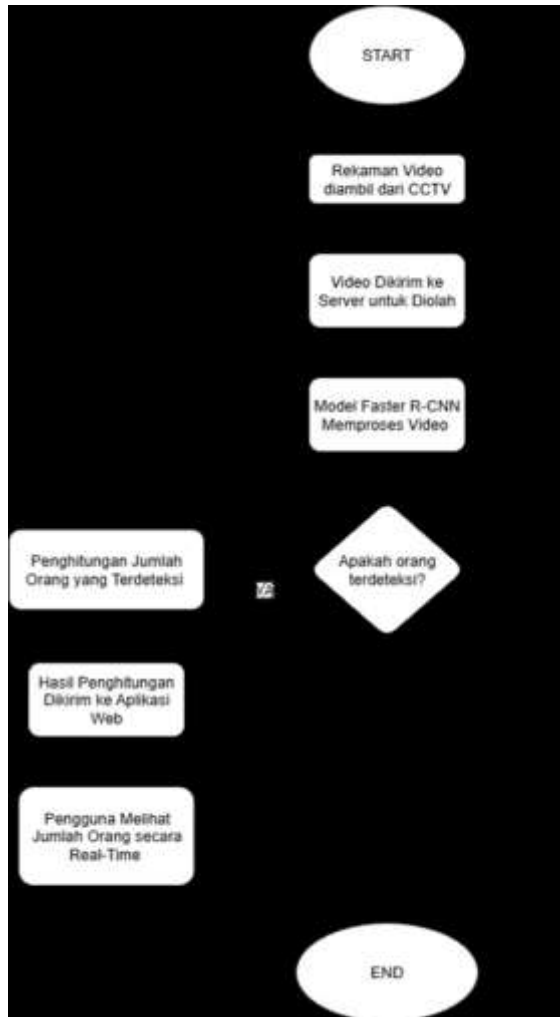 START
Rekaman Video
diambil dari CCTV
Video Dikirim ke
Server untuk Diolah
Model Faster R-CNN
Memproses Video
Apakah orang
terdeteksi?
YA
Penghitungan Jumlah
Orang yang Terdeteksi
Hasil Penghitungan
Dikirim ke Aplikasi
Web
Pengguna Melihat
Jumlah Orang secara
Real-Time
END